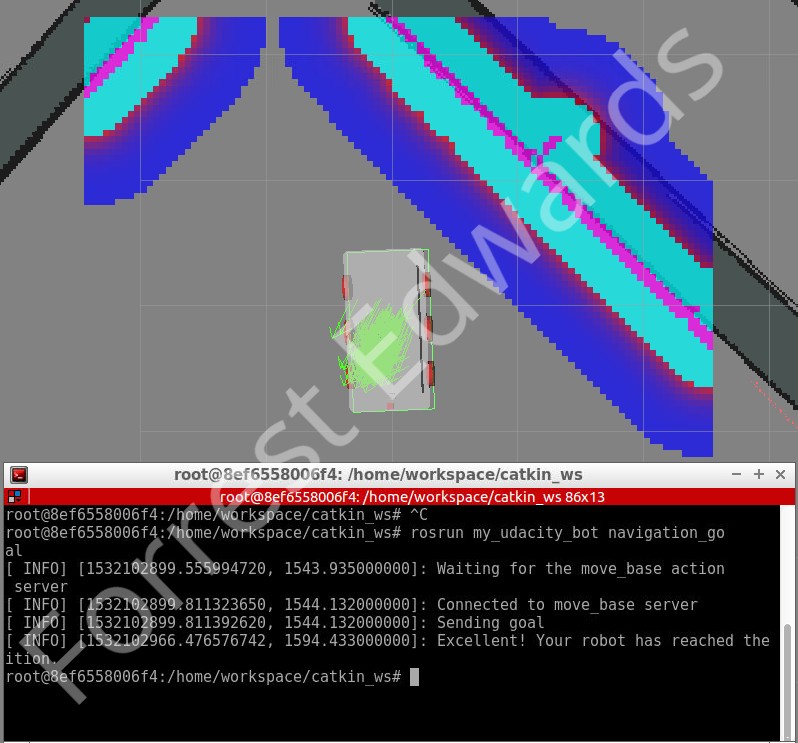 Forrest Edwards
root@8ef6558006f4: /home/workspace/catkin_ws
root@8ef6558006f4: /home/workspace/catkin_ws 86x13
root@8ef6558006f4:/home/workspace/catkin_ws# ^C
root@8ef6558006f4:/home/workspace/catkin_ws# rosrun my_udacity_bot navigation_go
al
[ INFO] [1532102899.555994720, 1543.935000000]: Waiting for the move_base action
 server
[ INFO] [1532102899.811323650, 1544.132000000]: Connected to move_base server
[ INFO] [1532102899.811392620, 1544.132000000]: Sending goal
[ INFO] [1532102966.476576742, 1594.433000000]: Excellent! Your robot has reached the
ition.
root@8ef6558006f4:/home/workspace/catkin_ws#